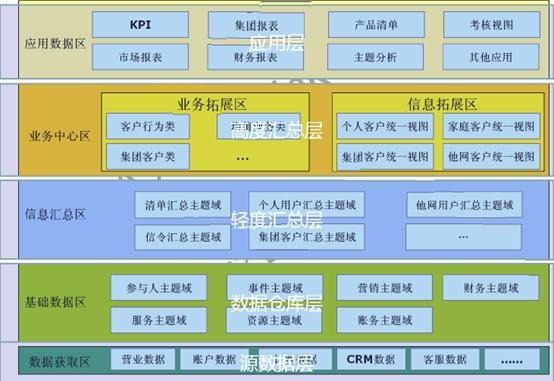 KPI 集团报表 产品清单 考核视图
应用数据区
应用层
市场报表 财务报表 主题分析 其他应用
业务拓展区 信息拓展区
客户行为类 个人客户统一视图 家庭客户统一视图
业务中心区
高度汇总层
集团客户类 ... 集团客户统一视图 他网客户统一视图
清单汇总主题域 个人用户汇总主题域 他网用户汇总主题域
信息汇总区
轻度汇总层
信令汇总主题域 集团客户汇总主题域 ...
参与人主题域 事件主题域 营销主题域 财务主题域
基础数据区
数据仓库层
服务主题域 资源主题域 账务主题域
数据获取区 营业数据 账户数据 数据 CRM数据 客服数据 ......
源数据层